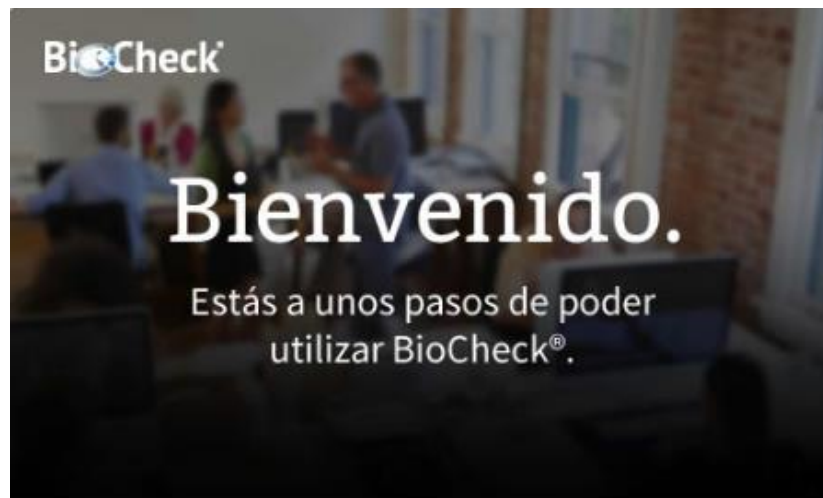 BioCheck®
Bienvenido.
Estás a unos pasos de poder
utilizar BioCheck®.